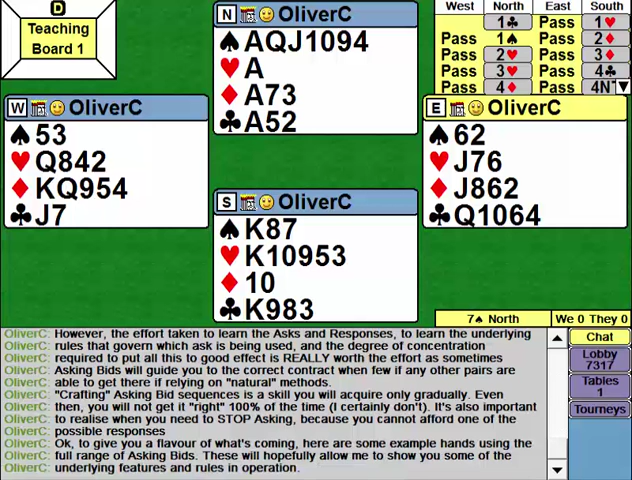 D
Teaching
Board 1
N OliverC
♠AQJ1094
♥A
♦A73
♣A52
West North East South
1♣ Pass 1♥
Pass 1♠ Pass 2♦
Pass 2♥ Pass 3♦
Pass 3♥ Pass 4♣
Pass 4♦ Pass 4N
W OliverC
♠53
♥Q842
♦KQ954
♣J7
E OliverC
♠62
♥J76
♦J862
♣Q1064
S OliverC
♠K87
♥K10953
♦10
♣K983
7♠ North We 0 They 0
OliverC: However, the effort taken to learn the Asks and Responses, to learn the underlying
OliverC: rules that govern which ask is being used, and the degree of concentration
OliverC: required to put all this to good effect is REALLY worth the effort as sometimes
OliverC: Asking Bids will guide you to the correct contract when few if any other pairs are
OliverC: able to get there if relying on "natural" methods.
OliverC: "Crafting" Asking Bid sequences is a skill you will acquire only gradually. Even
OliverC: then, you will not get it "right" 100% of the time (I certainly don't). It's also important
OliverC: to realise when you need to STOP Asking, because you cannot afford one of the
OliverC: possible responses
OliverC: Ok, to give you a flavour of what's coming, here are some example hands using the
OliverC: full range of Asking Bids. These will hopefully allow me to show you some of the
OliverC: underlying features and rules in operation.
Chat
Lobby
7317
Tables
1
Tourneys